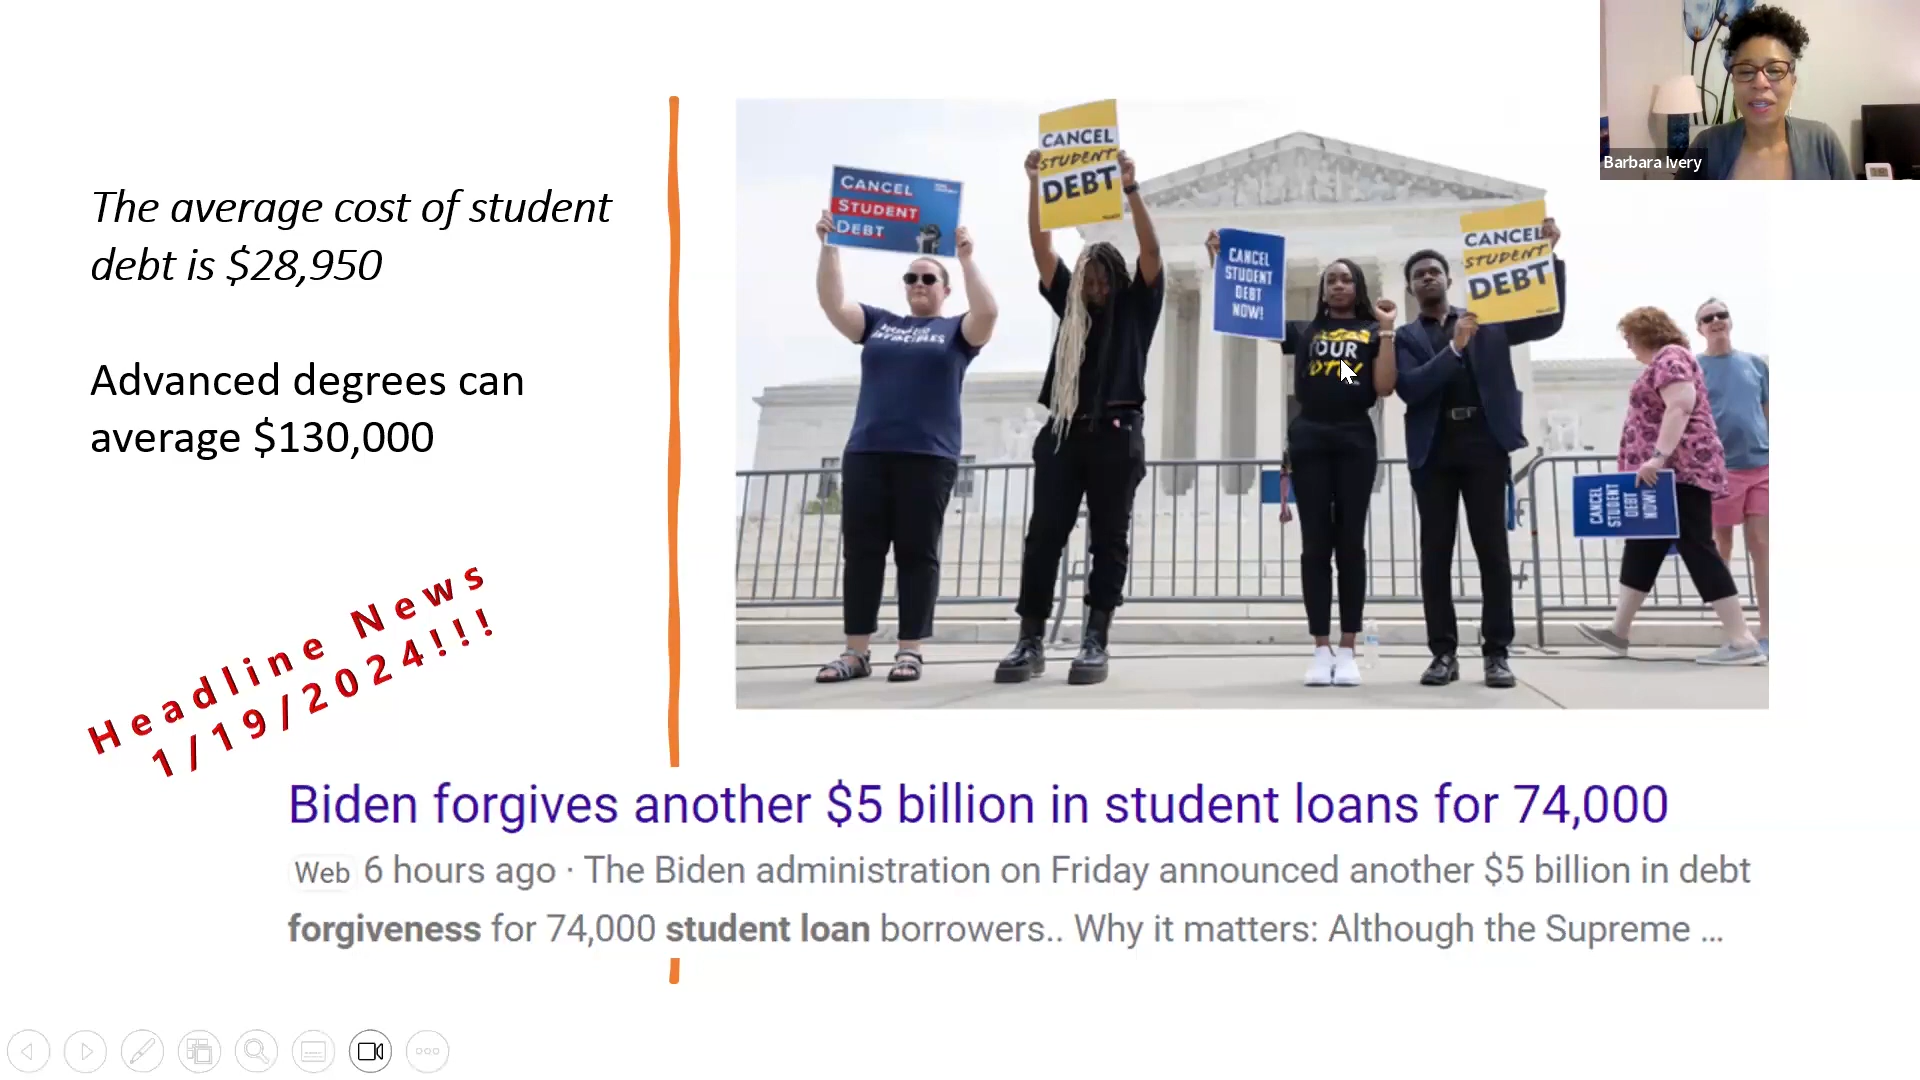 The average cost of student
debt is $28,950
Advanced degrees can
average $130,000
Headline News
1/19/2024!!!
CANCEL
STUDENT
DEBT
CANCEL
STUDENT
DEBT
CANCEL
STUDENT
DEBT
NOW!
CANCEL
STUDENT
DEBT
YOUR
CANCEL
STUDENT
DEBT
NOW!
Barbara Ivery
Biden forgives another $5 billion in student loans for 74,000
Web 6 hours ago · The Biden administration on Friday announced another $5 billion in debt
forgiveness for 74,000 student loan borrowers.. Why it matters: Although the Supreme ...